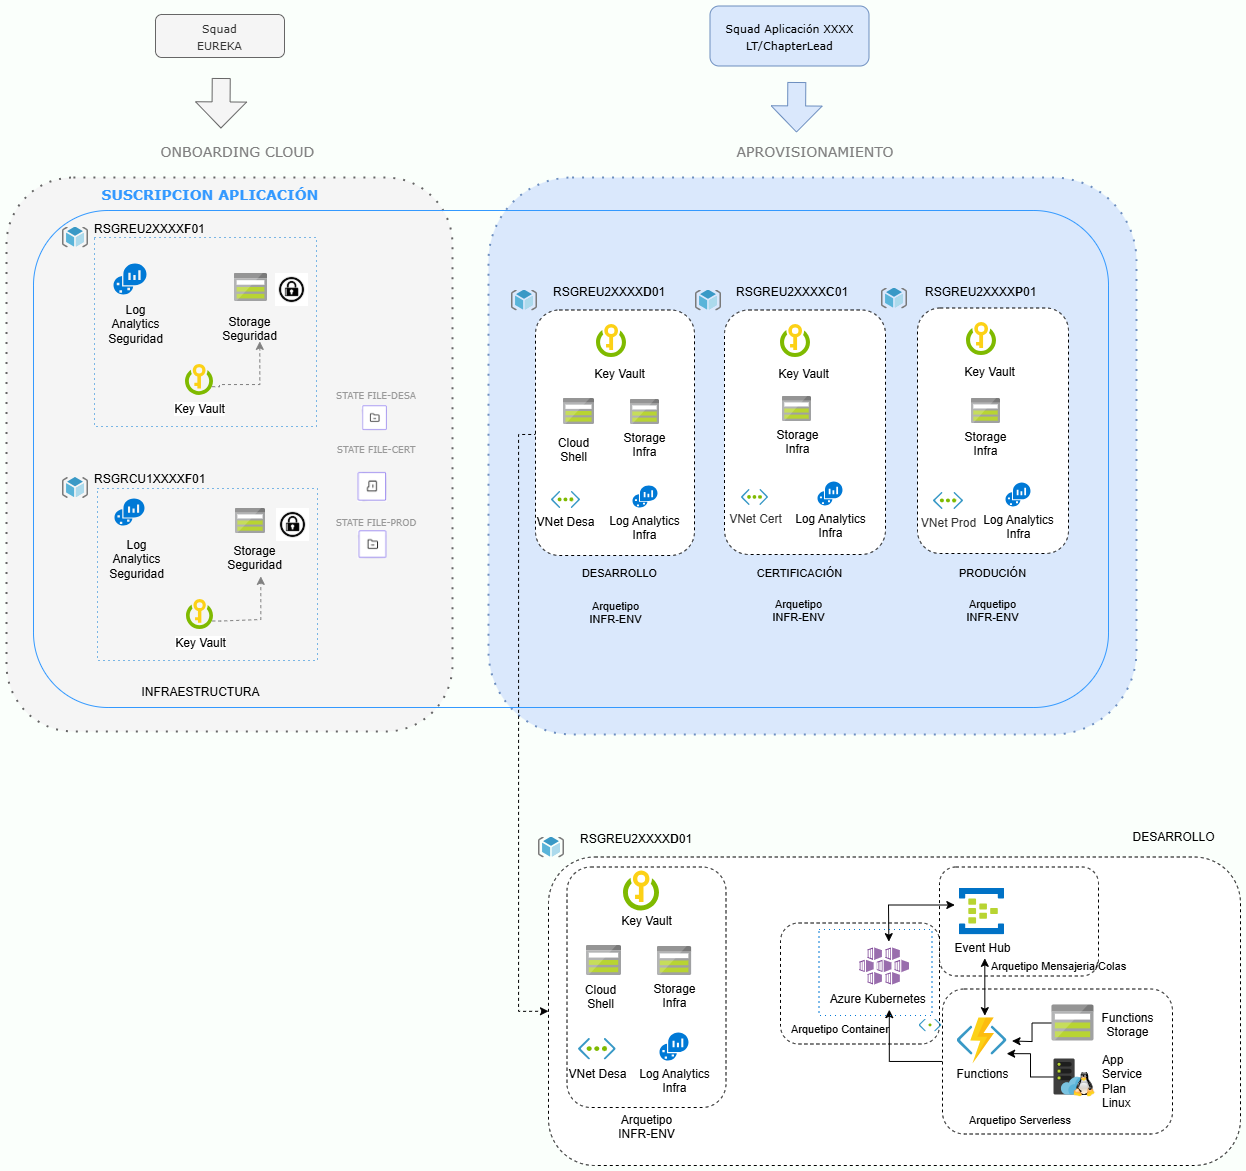 Squad
EUREKA
Squad Aplicación XXXX
LT/ChapterLead
ONBOARDING CLOUD
APROVISIONAMIENTO
SUSCRIPCION APLICACIÓN
RSGREU2XXXXF01
Log
Analytics
Seguridad
Storage
Seguridad
Key Vault
STATE FILE-DESA
STATE FILE-CERT
STATE FILE-PROD
RSGRCU1XXXXF01
Log
Analytics
Seguridad
Storage
Seguridad
Key Vault
INFRAESTRUCTURA
RSGREU2XXXXD01
Key Vault
Cloud
Shell
Storage
Infra
VNet Desa
Log Analytics
Infra
DESARROLLO
Arquetipo
INFR-ENV
RSGREU2XXXXC01
Key Vault
Storage
Infra
VNet Cert
Log Analytics
Infra
CERTIFICACIÓN
Arquetipo
INFR-ENV
RSGREU2XXXXP01
Key Vault
Storage
Infra
VNet Prod
Log Analytics
Infra
PRODUCIÓN
Arquetipo
INFR-ENV
RSGREU2XXXXD01
DESARROLLO
Key Vault
Cloud
Shell
Storage
Infra
VNet Desa
Log Analytics
Infra
Arquetipo
INFR-ENV
Azure Kubernetes
Arquetipo Container
Event Hub
Arquetipo Mensajeria/Colas
Functions
Functions
Storage
App
Service
Plan
Linux
Arquetipo Serverless